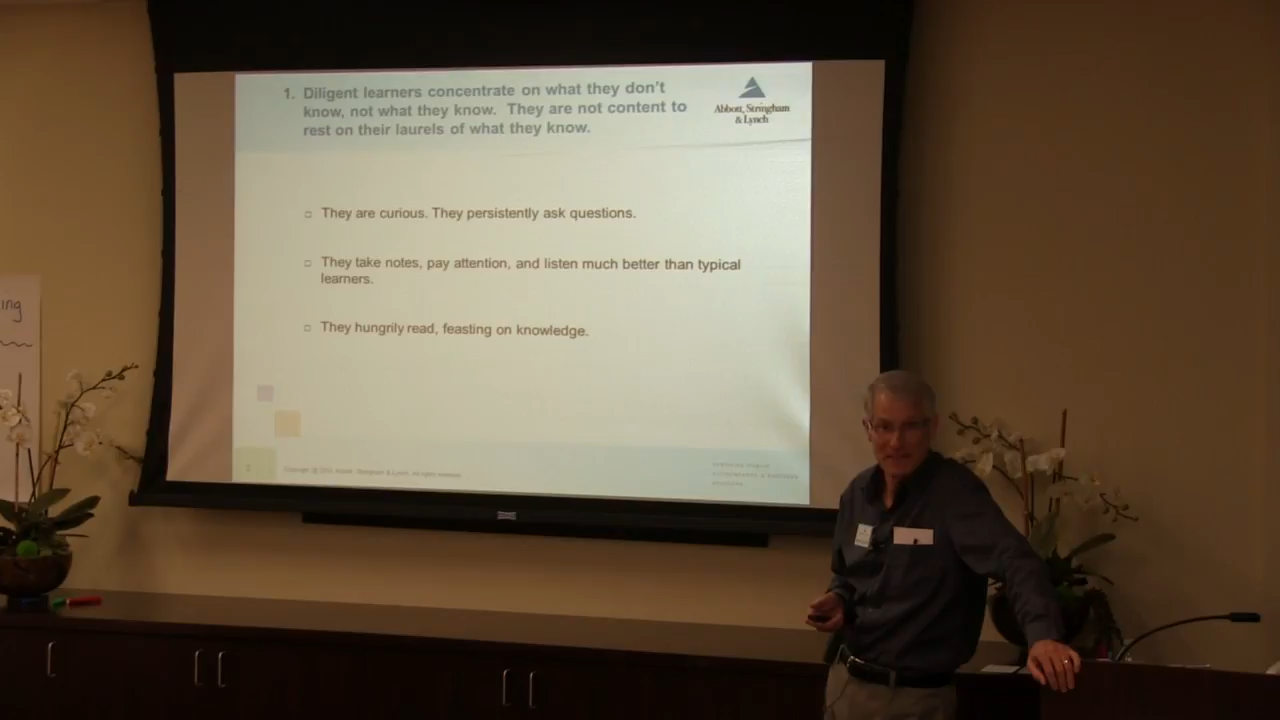 1. Diligent learners concentrate on what they don't
know, not what they know. They are not content to
rest on their laurels of what they know.
Abbott, Stringham
& Lynch
They are curious. They persistently ask questions.
They take notes, pay attention, and listen much better than typical
learners.
They hungrily read, feasting on knowledge.
ing